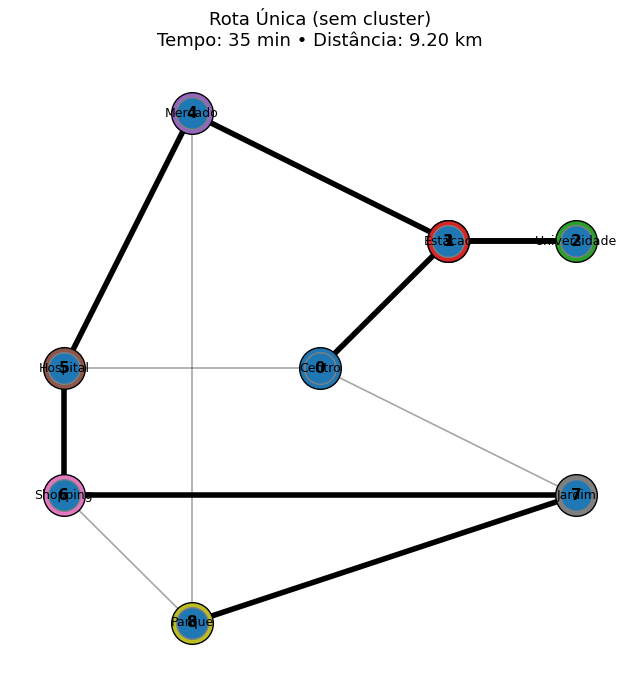 Rota Única (sem cluster)
Tempo: 35 min • Distância: 9.20 km
4
Mercado
Estação
2
Universidade
5
Hospital
0
Centro
6
Shopping
7
Jardim
8
Parque